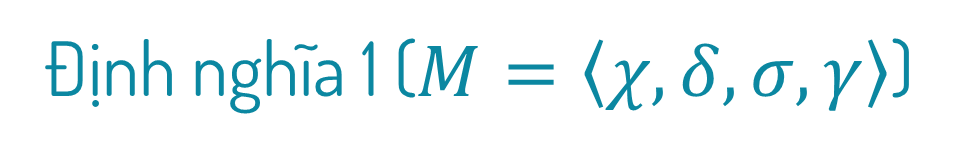 Định nghĩa 1 (𝑀 = ⟨𝜒, 𝛿, 𝜎, 𝛾⟩)